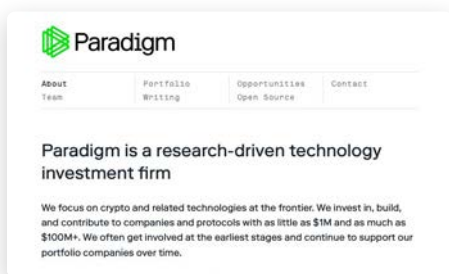 Paradigm
About Portfolio Opportunities Contact
Team Writing Open Source
Paradigm is a research-driven technology
investment firm
We focus on crypto and related technologies at the frontier. We invest in, build,
and contribute to companies and protocols with as little as $1M and as much as
$100M+. We often get involved at the earliest stages and continue to support our
portfolio companies over time.